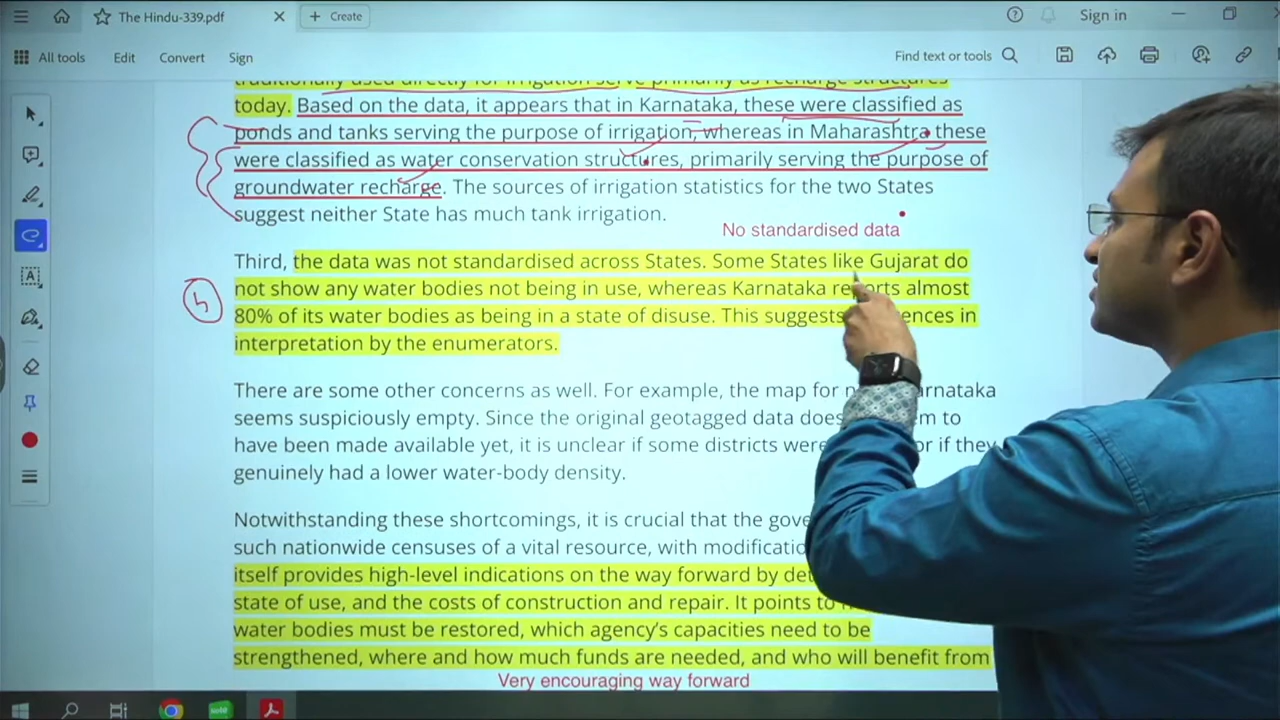 The Hindu-339.pdf
Create
Sign in
All tools
Edit
Convert
Sign
Find text or tools
traditionally used directly for irrigation serve primarily as recharge structures
today. Based on the data, it appears that in Karnataka, these were classified as
ponds and tanks serving the purpose of irrigation, whereas in Maharashtra these
were classified as water conservation structures, primarily serving the purpose of
groundwater recharge. The sources of irrigation statistics for the two States
suggest neither State has much tank irrigation.
No standardised data
Third, the data was not standardised across States. Some States like Gujarat do
not show any water bodies not being in use, whereas Karnataka reports almost
80% of its water bodies as being in a state of disuse. This suggests
in
interpretation by the enumerators.
There are some other concerns as well. For example, the map for
seems suspiciously empty. Since the original geotagged data does to
have been made available yet, it is unclear if some districts were or if they
genuinely had a lower water-body density.
Notwithstanding these shortcomings, it is crucial that the
such nationwide censuses of a vital resource, with
itself provides high-level indications on the way forward by
state of use, and the costs of construction and repair. It points to
water bodies must be restored, which agency's capacities need to be
strengthened, where and how much funds are needed, and who will benefit from
Very encouraging way forward